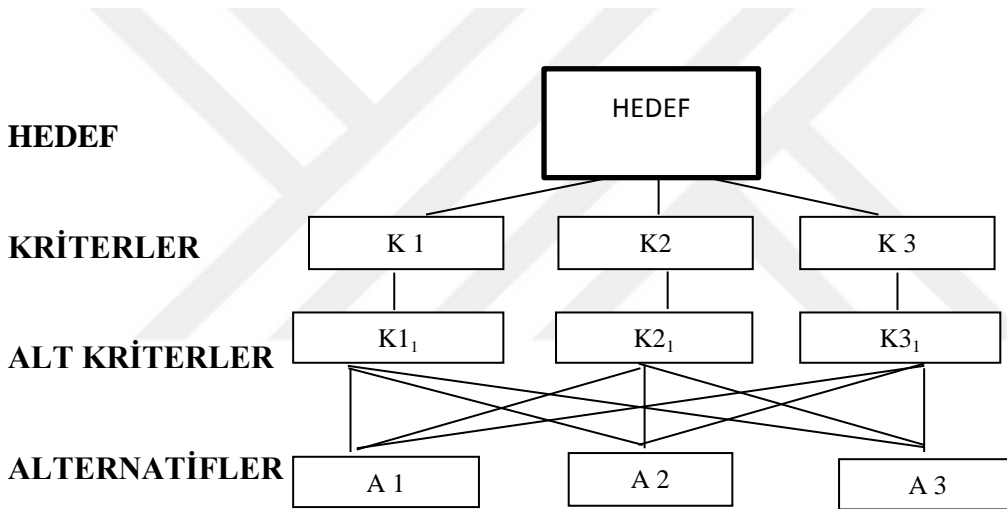 HEDEF
HEDEF
KRİTERLER
K 1
K2
K 3
ALT KRİTERLER
K1₁
K2₁
K3₁
ALTERNATİFLER
A 1
A 2
A 3